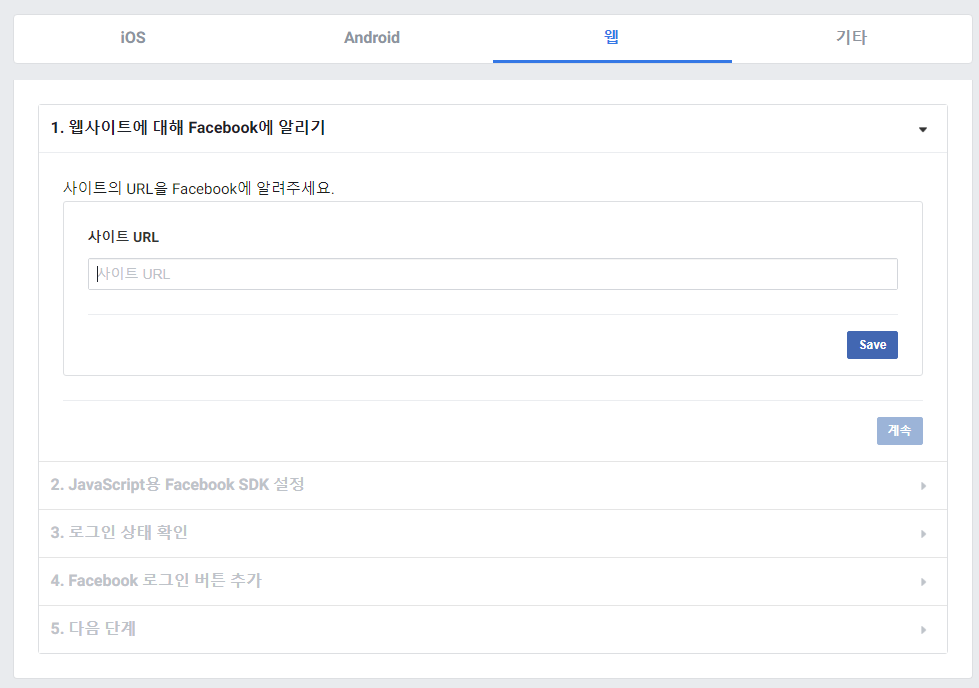 iOS
Android
웹
기타
1. 웹사이트에 대해 Facebook에 알리기
사이트의 URL을 Facebook에 알려주세요.
사이트 URL
사이트 URL
Save
계속
2. JavaScript용 Facebook SDK 설정
3. 로그인 상태 확인
4. Facebook 로그인 버튼 추가
5. 다음 단계